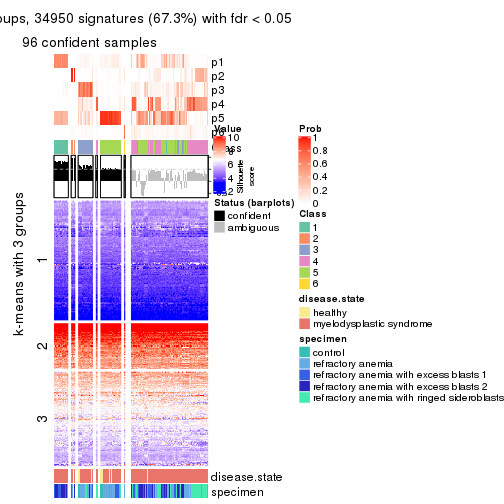 oups, 34950 signatures (67.3%) with fdr < 0.05
96 confident samples
p1
p2
p3
p4
p5
Value
10
8
6
4
2
Silhouette
score
Prob
1
0.8
0.6
0.4
0.2
0
Status (barplots)
confident
ambiguous
Class
1
2
3
4
5
6
k-means with 3 groups
1
2
3
disease.state
healthy
myelodysplastic syndrome
specimen
control
refractory anemia
refractory anemia with excess blasts 1
refractory anemia with excess blasts 2
refractory anemia with ringed sideroblasts
disease.state
specimen